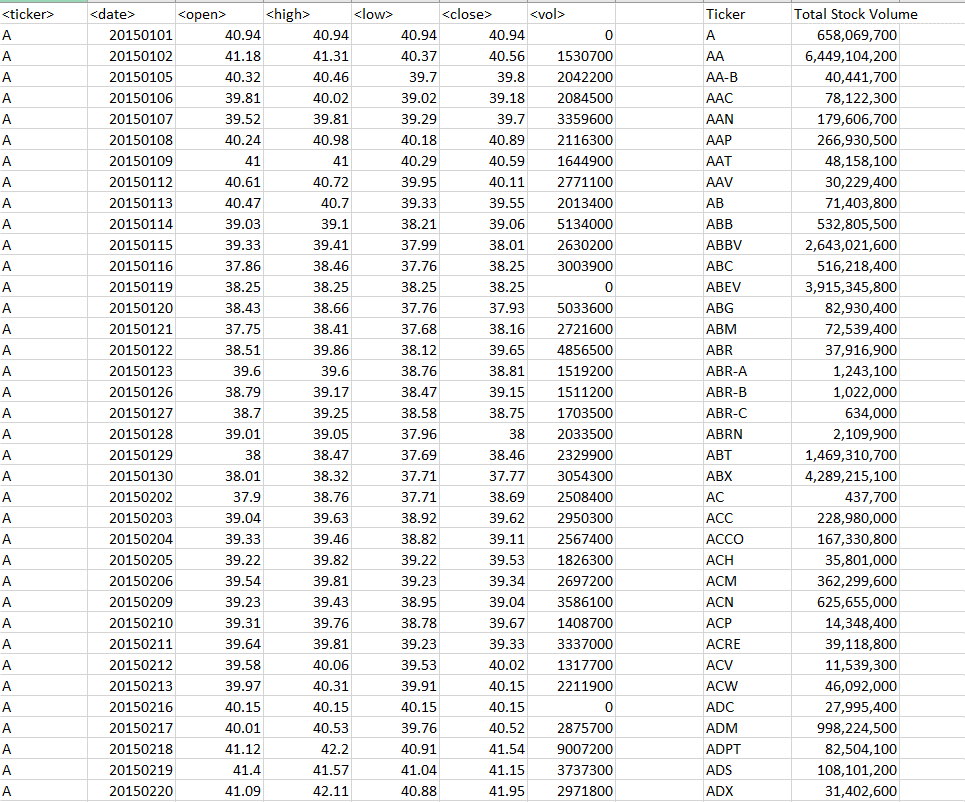 <ticker> <date> <open> <high> <low> <close> <vol> Ticker Total Stock Volume
A 20150101 40.94 40.94 40.94 40.94 0 A 658,069,700
A 20150102 41.18 41.31 40.37 40.56 1530700 AA 6,449,104,200
A 20150105 40.32 40.46 39.7 39.8 2042200 AA-B 40,441,700
A 20150106 39.81 40.02 39.02 39.18 2084500 AAC 78,122,300
A 20150107 39.52 39.81 39.29 39.7 3359600 AAN 179,606,700
A 20150108 40.24 40.98 40.18 40.89 2116300 AAP 266,930,500
A 20150109 41 41 40.29 40.59 1644900 AAT 48,158,100
A 20150112 40.61 40.72 39.95 40.11 2771100 AAV 30,229,400
A 20150113 40.47 40.7 39.33 39.55 2013400 AB 71,403,800
A 20150114 39.03 39.1 38.21 39.06 5134000 ABB 532,805,500
A 20150115 39.33 39.41 37.99 38.01 2630200 ABBV 2,643,021,600
A 20150116 37.86 38.46 37.76 38.25 3003900 ABC 516,218,400
A 20150119 38.25 38.25 38.25 38.25 0 ABEV 3,915,345,800
A 20150120 38.43 38.66 37.76 37.93 5033600 ABG 82,930,400
A 20150121 37.75 38.41 37.68 38.16 2721600 ABM 72,539,400
A 20150122 38.51 39.86 38.12 39.65 4856500 ABR 37,916,900
A 20150123 39.6 39.6 38.76 38.81 1519200 ABR-A 1,243,100
A 20150126 38.79 39.17 38.47 39.15 1511200 ABR-B 1,022,000
A 20150127 38.7 39.25 38.58 38.75 1703500 ABR-C 634,000
A 20150128 39.01 39.05 37.96 38 2033500 ABRN 2,109,900
A 20150129 38 38.47 37.69 38.46 2329900 ABT 1,469,310,700
A 20150130 38.01 38.32 37.71 37.77 3054300 ABX 4,289,215,100
A 20150202 37.9 38.76 37.71 38.69 2508400 AC 437,700
A 20150203 39.04 39.63 38.92 39.62 2950300 ACC 228,980,000
A 20150204 39.33 39.46 38.82 39.11 2567400 ACCO 167,330,800
A 20150205 39.22 39.82 39.22 39.53 1826300 ACH 35,801,000
A 20150206 39.54 39.81 39.23 39.34 2697200 ACM 362,299,600
A 20150209 39.23 39.43 38.95 39.04 3586100 ACN 625,655,000
A 20150210 39.31 39.76 38.78 39.67 1408700 ACP 14,348,400
A 20150211 39.64 39.81 39.23 39.33 3337000 ACRE 39,118,800
A 20150212 39.58 40.06 39.53 40.02 1317700 ACV 11,539,300
A 20150213 39.97 40.31 39.91 40.15 2211900 ACW 46,092,000
A 20150216 40.15 40.15 40.15 40.15 0 ADC 27,995,400
A 20150217 40.01 40.53 39.76 40.52 2875700 ADM 998,224,500
A 20150218 41.12 42.2 40.91 41.54 9007200 ADPT 82,504,100
A 20150219 41.4 41.57 41.04 41.15 3737300 ADS 108,101,200
A 20150220 41.09 42.11 40.88 41.95 2971800 ADX 31,402,600